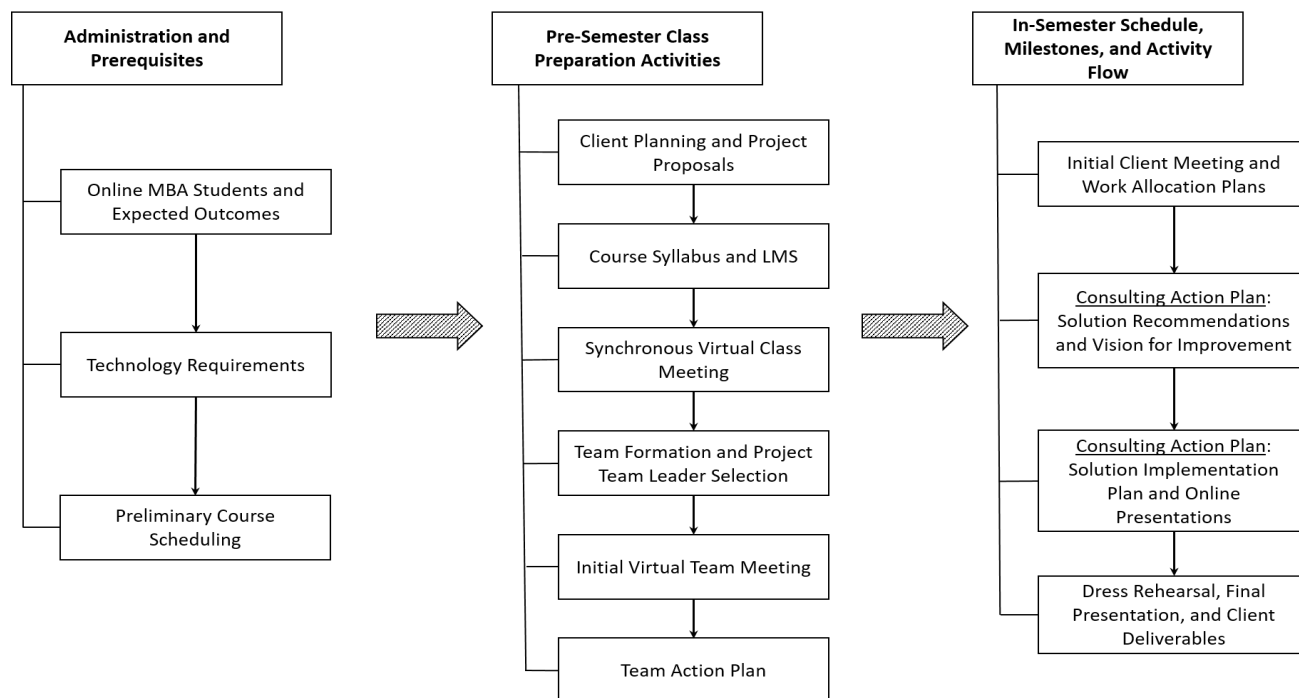 Administration and
Prerequisites
Online MBA Students and
Expected Outcomes
Technology Requirements
Preliminary Course
Scheduling
Pre-Semester Class
Preparation Activities
Client Planning and Project
Proposals
Course Syllabus and LMS
Synchronous Virtual Class
Meeting
Team Formation and Project
Team Leader Selection
Initial Virtual Team Meeting
Team Action Plan
In-Semester Schedule,
Milestones, and Activity
Flow
Initial Client Meeting and
Work Allocation Plans
Consulting Action Plan:
Solution Recommendations
and Vision for Improvement
Consulting Action Plan:
Solution Implementation
Plan and Online
Presentations
Dress Rehearsal, Final
Presentation, and Client
Deliverables